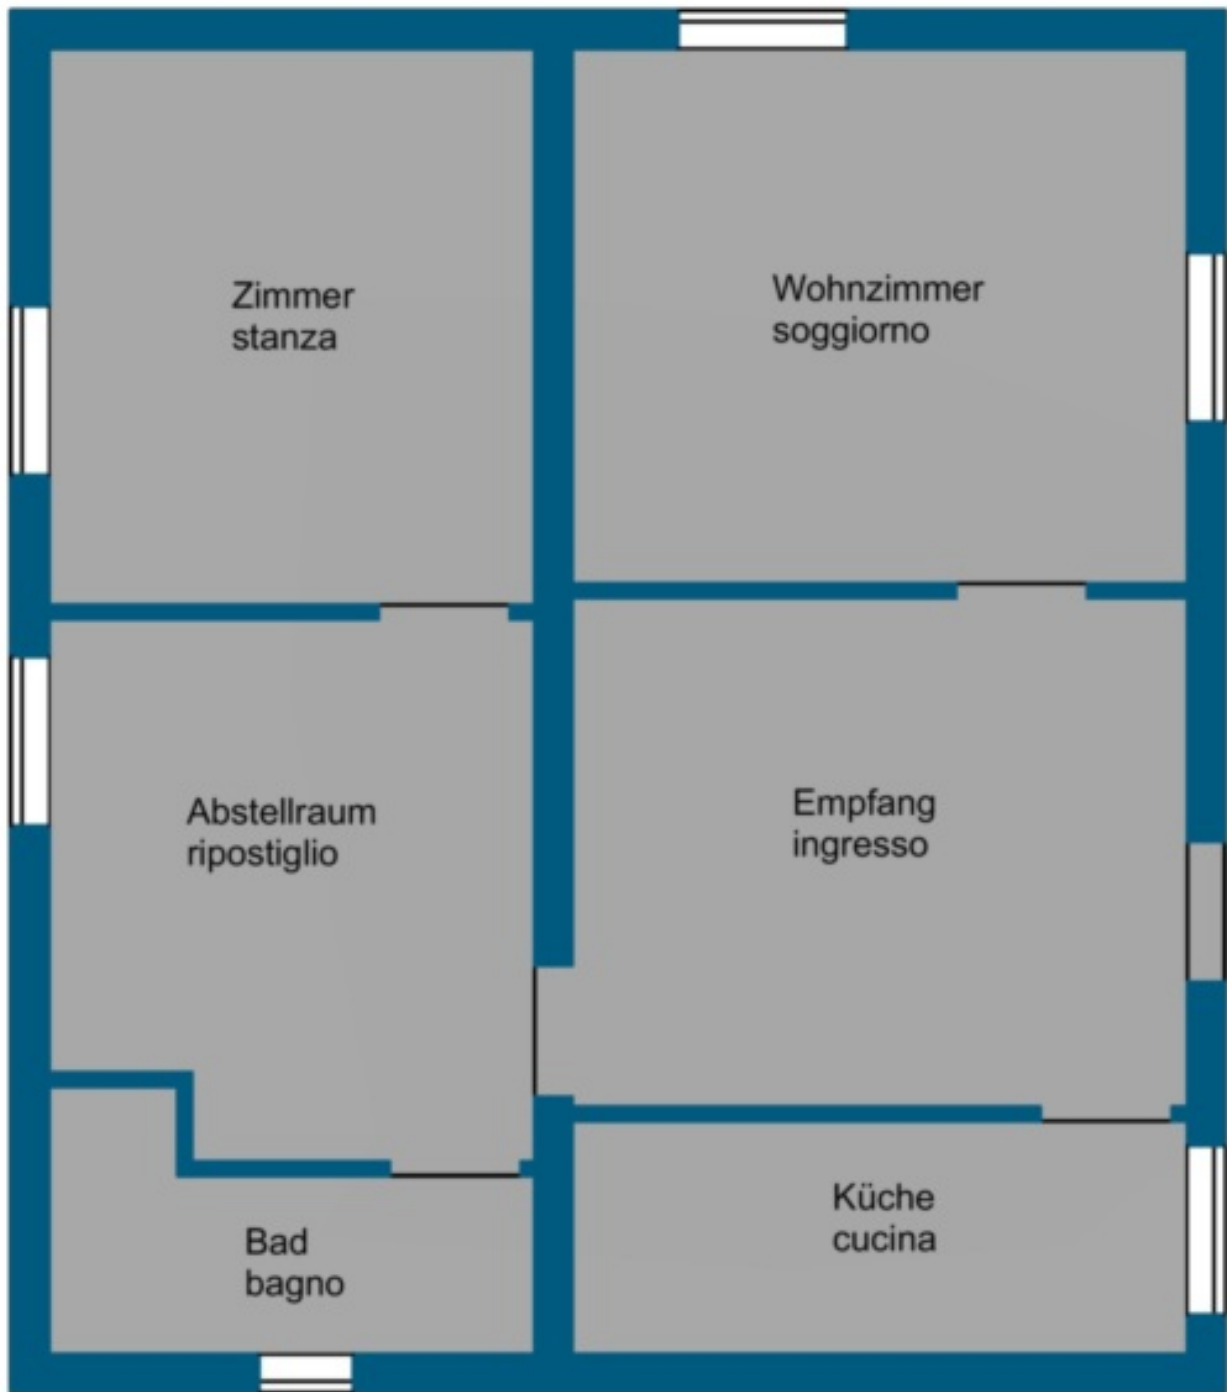 Zimmer
stanza
Wohnzimmer
soggiorno
Abstellraum
ripostiglio
Empfang
ingresso
Bad
bagno
Küche
cucina